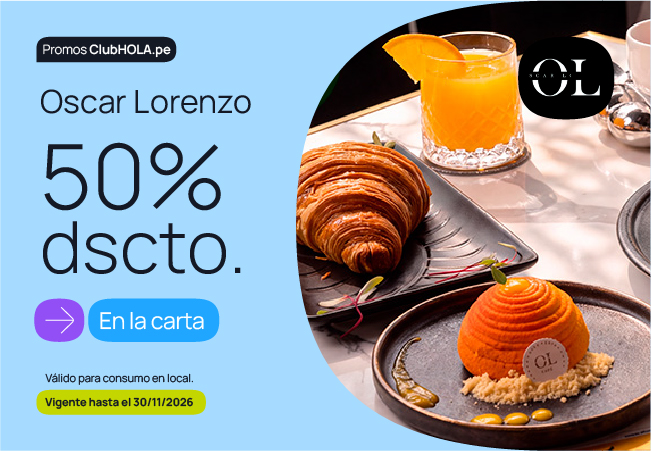 Promos ClubHOLA.pe
Oscar Lorenzo
50%
dscto.
En la carta
Válido para consumo en local.
Vigente hasta el 30/11/2026
OL
OL